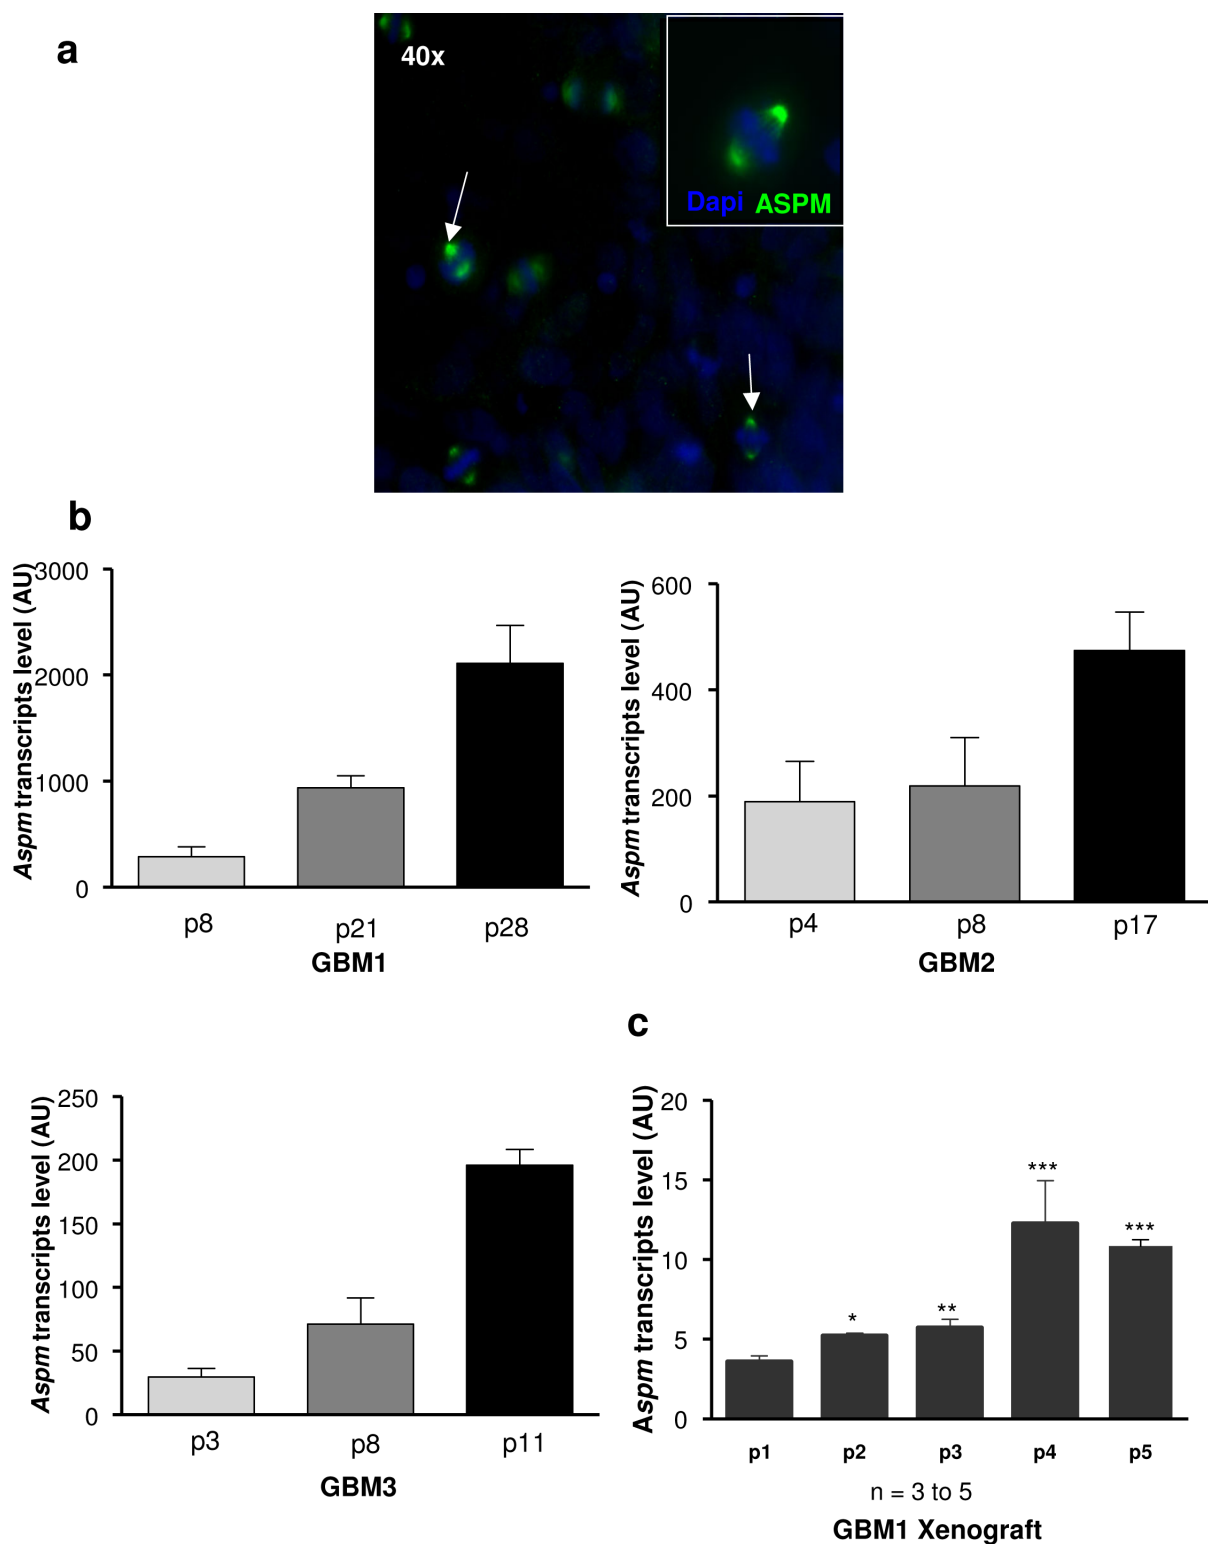 a
40x
Dapi ASPM
b
Aspm transcripts level (AU)
3000
2000
1000
0
p8
p21
p28
GBM1
Aspm transcripts level (AU)
600
400
200
0
p4
p8
p17
GBM2
Aspm transcripts level (AU)
250
200
150
100
50
0
p3
p8
p11
GBM3
c
Aspm transcripts level (AU)
20
15
10
5
0
*
**
***
***
p1
p2
p3
p4
p5
n = 3 to 5
GBM1 Xenograft